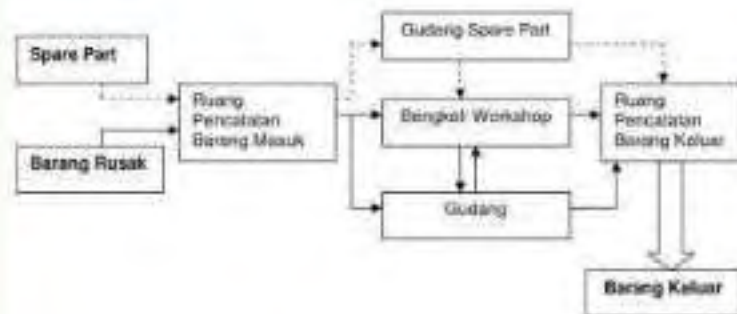 Spare Part
Barang Rusak
Ruang
Pencatatan
Barang Masuk
Gudang Spare Part
Bengkel/ Workshop
Gudang
Ruang
Pencatatan
Barang Keluar
Barang Keluar